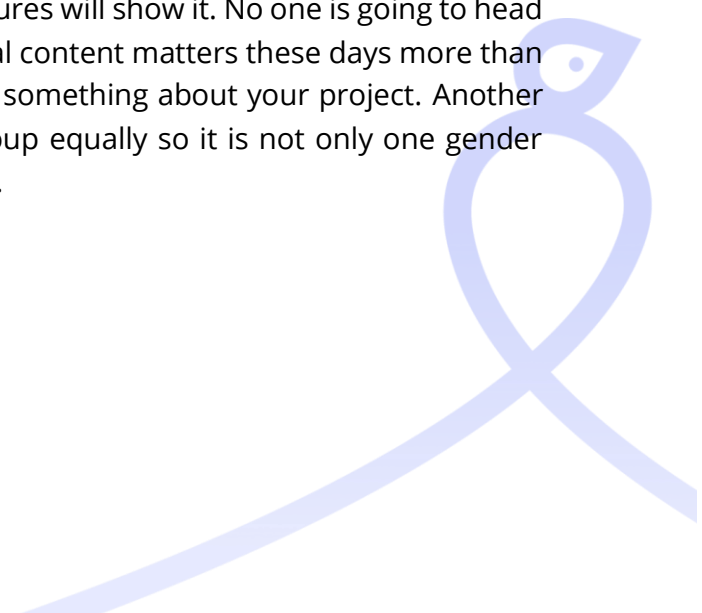 ures will show it. No one is going to head
al content matters these days more than
something about your project. Another
oup equally so it is not only one gender
.